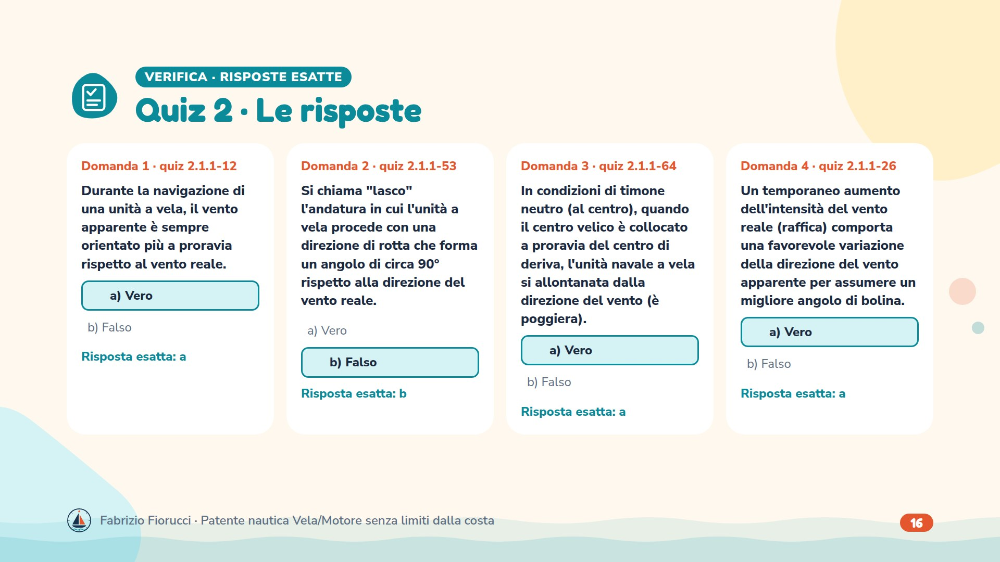 VERIFICA · RISPOSTE ESATTE
Quiz 2 · Le risposte
Domanda 1 · quiz 2.1.1-12
Durante la navigazione di
una unità a vela, il vento
apparente è sempre
orientato più a proravia
rispetto al vento reale.
a) Vero
b) Falso
Risposta esatta: a
Domanda 2 · quiz 2.1.1-53
Si chiama "lasco"
l'andatura in cui l'unità a
vela procede con una
direzione di rotta che forma
un angolo di circa 90°
rispetto alla direzione del
vento reale.
a) Vero
b) Falso
Risposta esatta: b
Domanda 3 · quiz 2.1.1-64
In condizioni di timone
neutro (al centro), quando
il centro velico è collocato
a proravia del centro di
deriva, l'unità navale a vela
si allontanata dalla
direzione del vento (è
poggiera).
a) Vero
b) Falso
Risposta esatta: a
Domanda 4 · quiz 2.1.1-26
Un temporaneo aumento
dell'intensità del vento
reale (raffica) comporta
una favorevole variazione
della direzione del vento
apparente per assumere un
migliore angolo di bolina.
a) Vero
b) Falso
Risposta esatta: a
Fabrizio Fiorucci · Patente nautica Vela/Motore senza limiti dalla costa
16